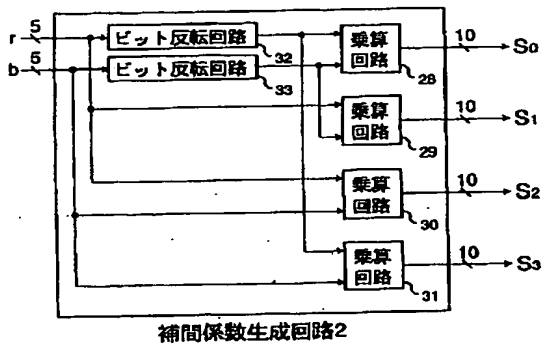 r 5 ビット反転回路 32 乗算回路 28 10 S0
b 5 ビット反転回路 33
乗算回路 29 10 S1
乗算回路 30 10 S2
乗算回路 31 10 S3
補間係数生成回路2